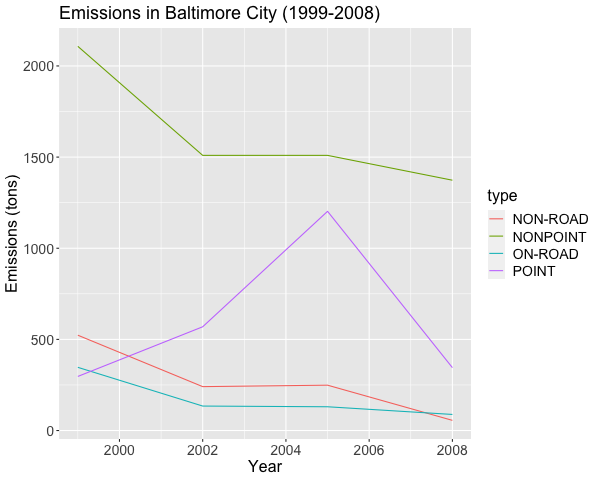 Emissions in Baltimore City (1999-2008)
Emissions (tons)
2000
1500
1000
500
0
2000 2002 2004 2006 2008
Year
type
NON-ROAD
NONPOINT
ON-ROAD
POINT